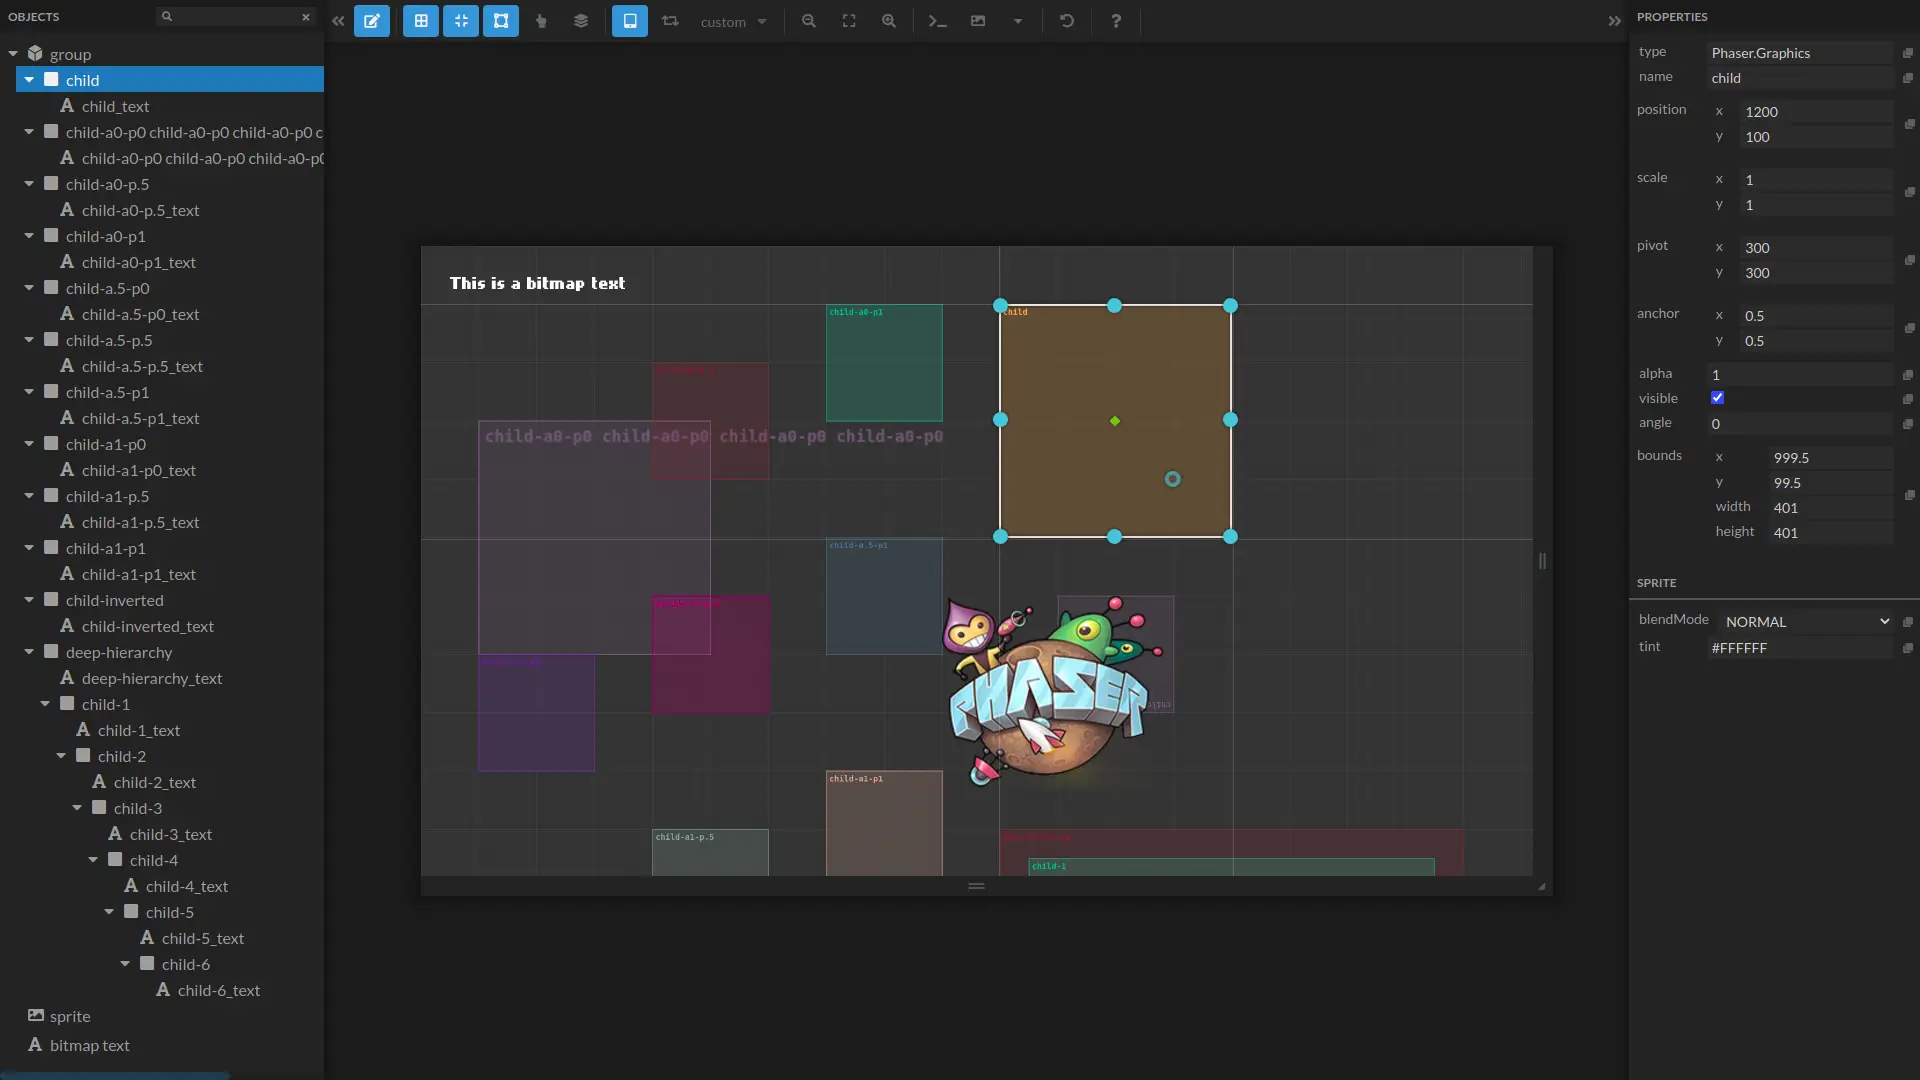 OBJECTS
group
child
child_text
child-a0-p0 child-a0-p0 child-a0-p0 c
child-a0-p0 child-a0-p0 child-a0-p0
child-a0-p.5
child-a0-p.5_text
child-a0-p1
child-a0-p1_text
child-a.5-p0
child-a.5-p0_text
child-a.5-p.5
child-a.5-p.5_text
child-a.5-p1
child-a.5-p1_text
child-a1-p0
child-a1-p0_text
child-a1-p.5
child-a1-p.5_text
child-a1-p1
child-a1-p1_text
child-inverted
child-inverted_text
deep-hierarchy
deep-hierarchy_text
child-1
child-1_text
child-2
child-2_text
child-3
child-3_text
child-4
child-4_text
child-5
child-5_text
child-6
child-6_text
sprite
bitmap text
custom
This is a bitmap text
child-a0-p1
child
child-a0-p0 child-a0-p0 child-a0-p0 child-a0-p0
child-a.5-p1
PHASER
child-a1-p1
child-a1-p.5
child-1
PROPERTIES
type Phaser.Graphics
name child
position x 1200
y 100
scale x 1
y 1
pivot x 300
y 300
anchor x 0.5
y 0.5
alpha 1
visible
angle 0
bounds x 999.5
y 99.5
width 401
height 401
SPRITE
blendMode NORMAL
tint #FFFFFF